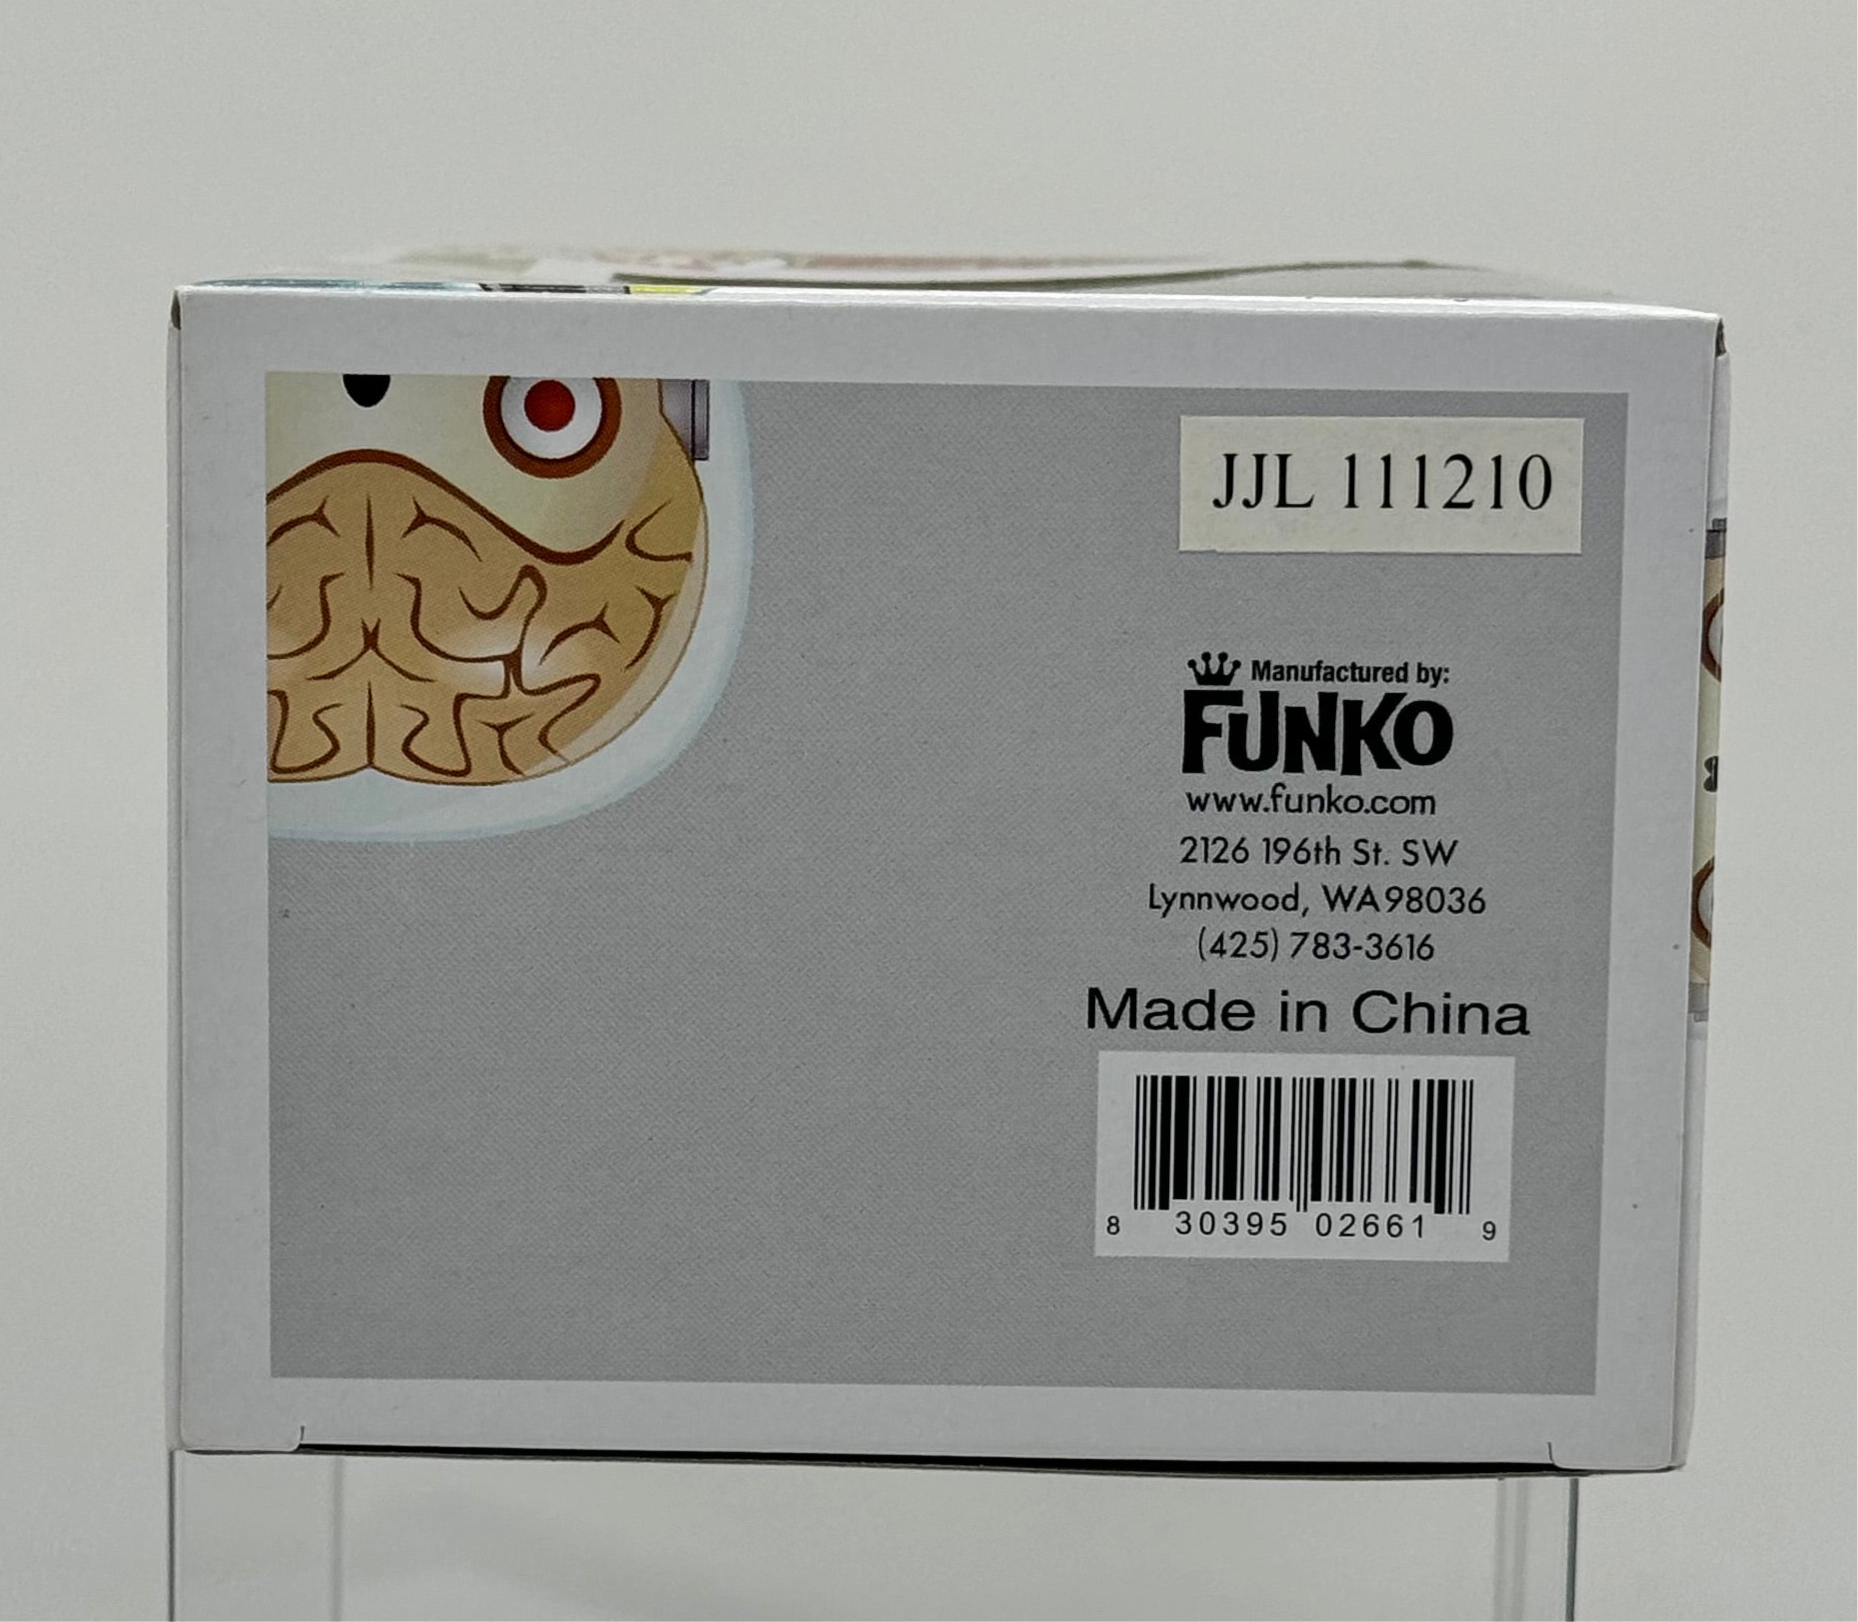 JJL 111210
Manufactured by:
FUNKO
www.funko.com
2126 196th St. SW
Lynnwood, WA98036
(425) 783-3616
Made in China
8 30395 02661 9